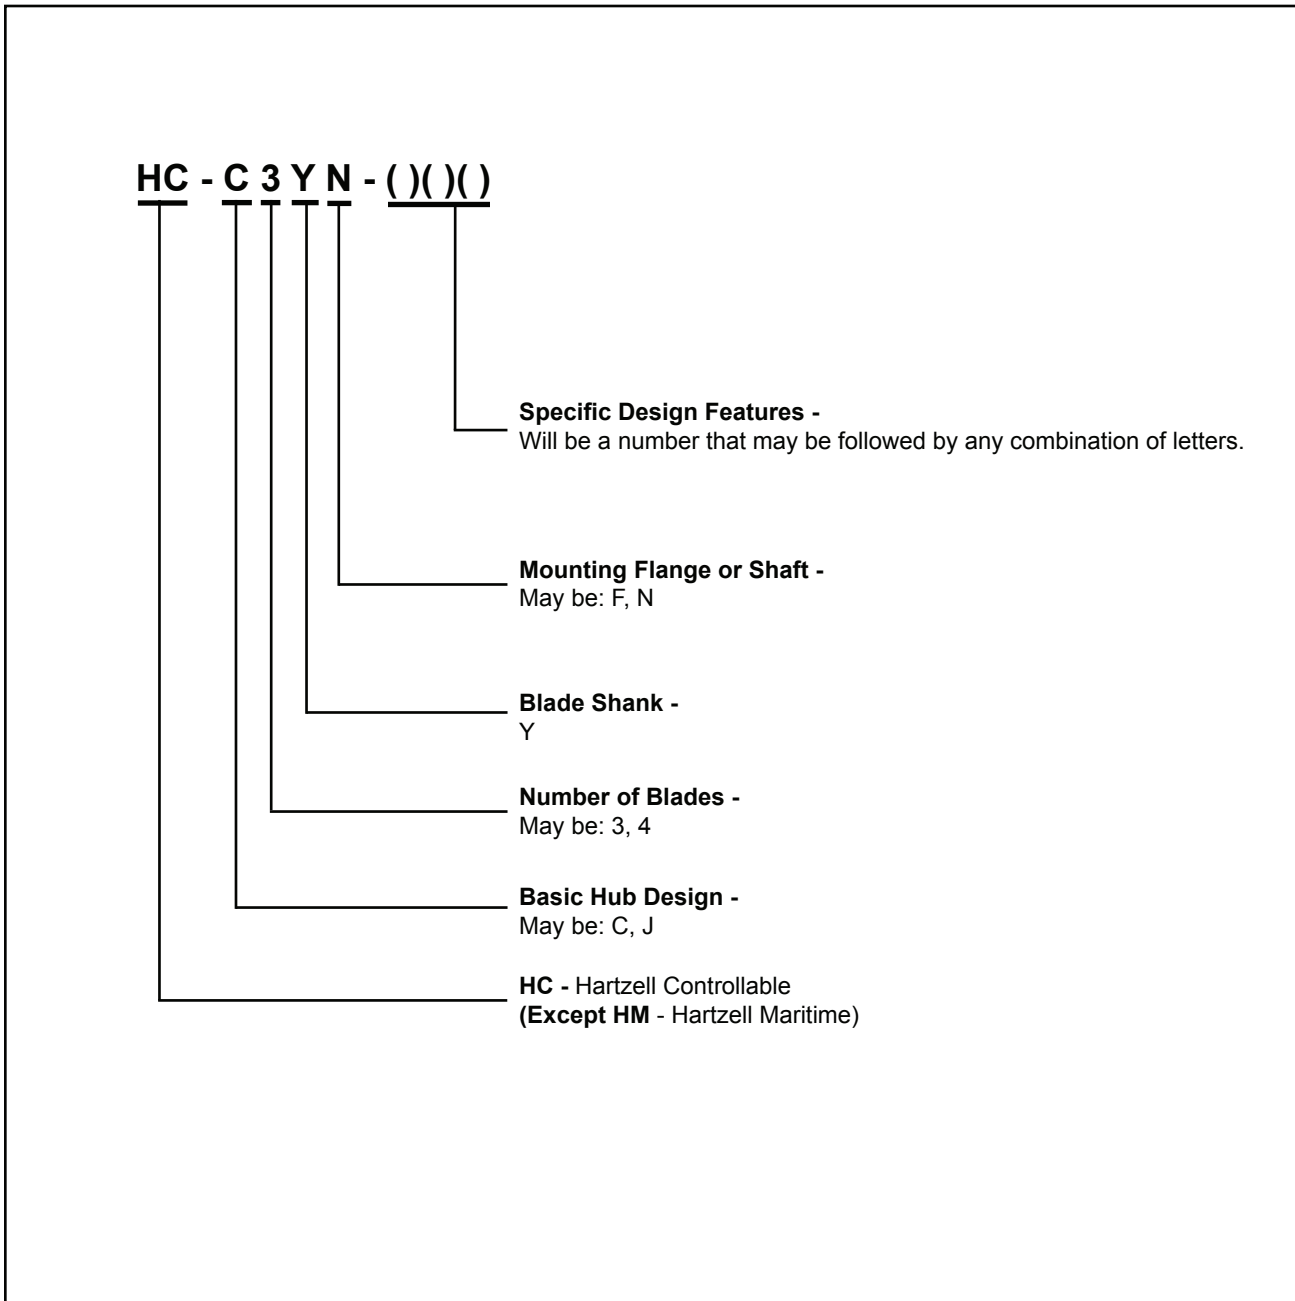 HC - C 3 Y N - ( )( )( )
Specific Design Features -
Will be a number that may be followed by any combination of letters.
Mounting Flange or Shaft -
May be: F, N
Blade Shank -
Y
Number of Blades -
May be: 3, 4
Basic Hub Design -
May be: C, J
HC - Hartzell Controllable
(Except HM - Hartzell Maritime)